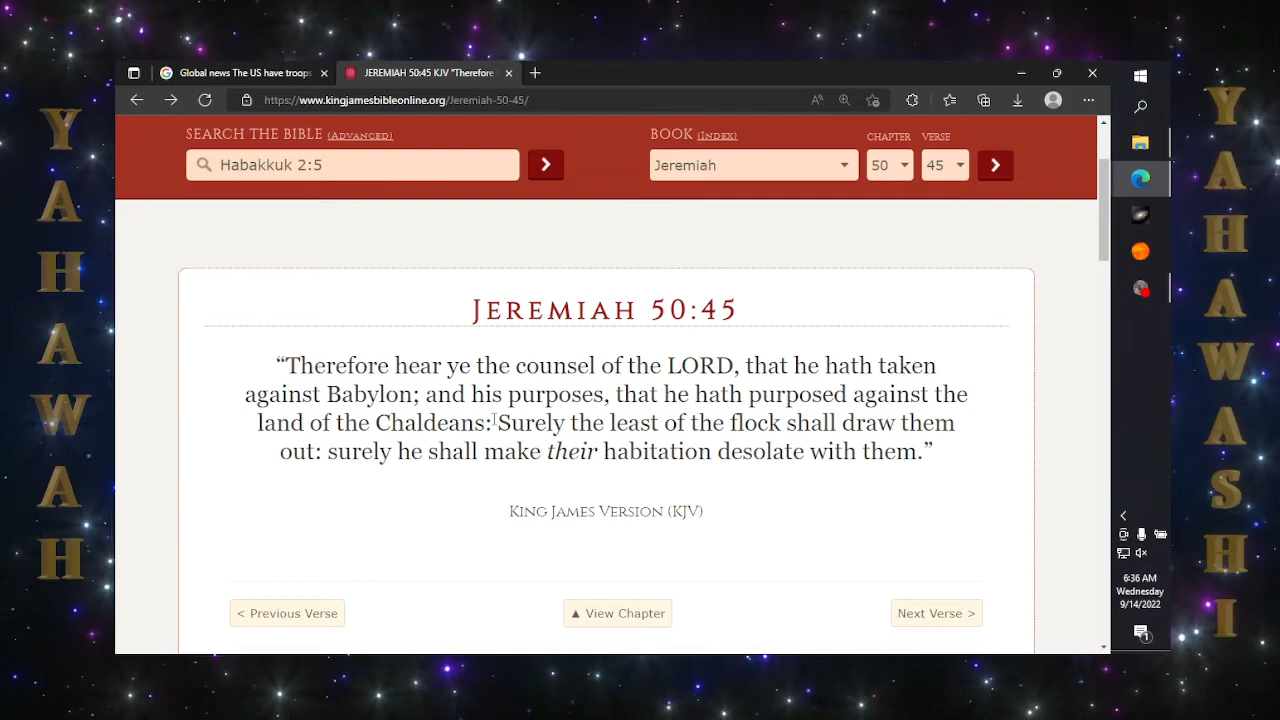 Global news The US have troops
JEREMIAH 50:45 KJV "Therefore
https://www.kingjamesbibleonline.org/Jeremiah-50-45/
SEARCH THE BIBLE (ADVANCED)
Habakkuk 2:5
BOOK (INDEX)
CHAPTER
VERSE
Jeremiah
50
45
JEREMIAH 50:45
“Therefore hear ye the counsel of the LORD, that he hath taken
against Babylon; and his purposes, that he hath purposed against the
land of the Chaldeans: Surely the least of the flock shall draw them
out: surely he shall make their habitation desolate with them.”
KING JAMES VERSION (KJV)
< Previous Verse
▲ View Chapter
Next Verse >
6:36 AM
Wednesday
9/14/2022
1
YAHAWAH
YAHAWASHI